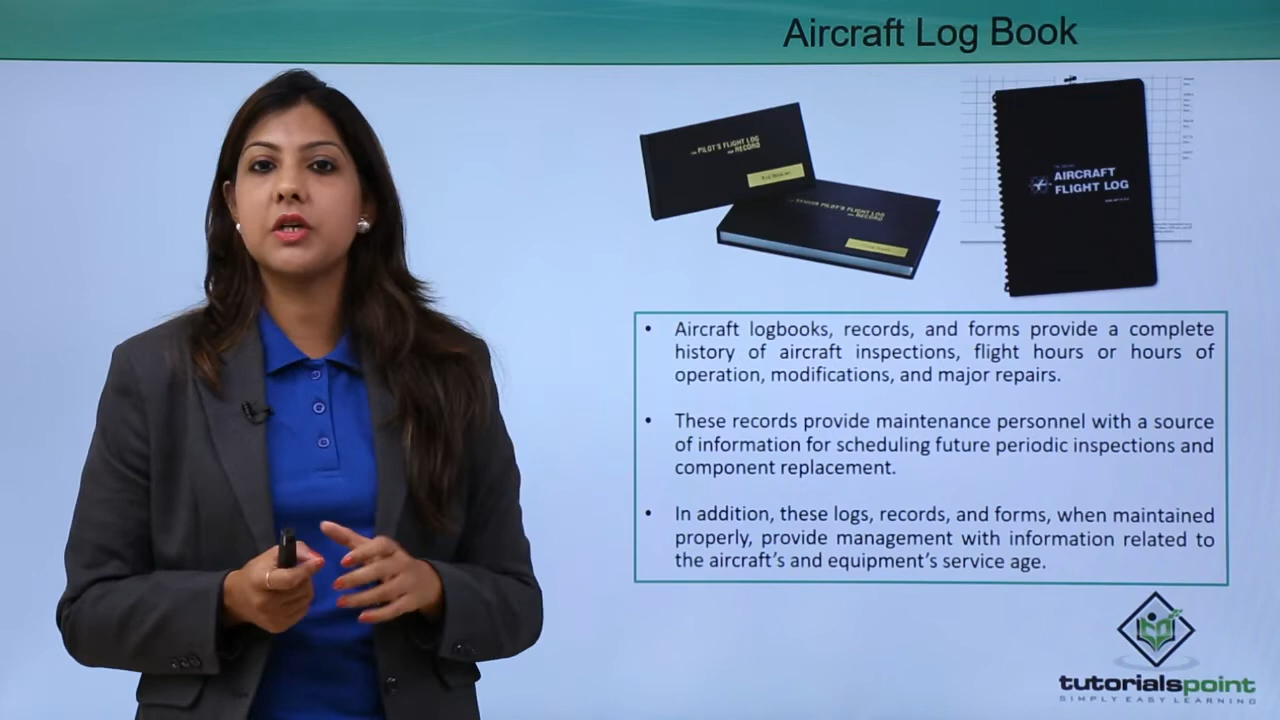 Aircraft Log Book
PILOT'S FLIGHT LOG
RECORD
SENIOR PILOT'S FLIGHT LOG
RECORD
AIRCRAFT
FLIGHT LOG
• Aircraft logbooks, records, and forms provide a complete
history of aircraft inspections, flight hours or hours of
operation, modifications, and major repairs.
• These records provide maintenance personnel with a source
of information for scheduling future periodic inspections and
component replacement.
• In addition, these logs, records, and forms, when maintained
properly, provide management with information related to
the aircraft's and equipment's service age.
tutorialspoint
SIMPLY EASY LEARNING